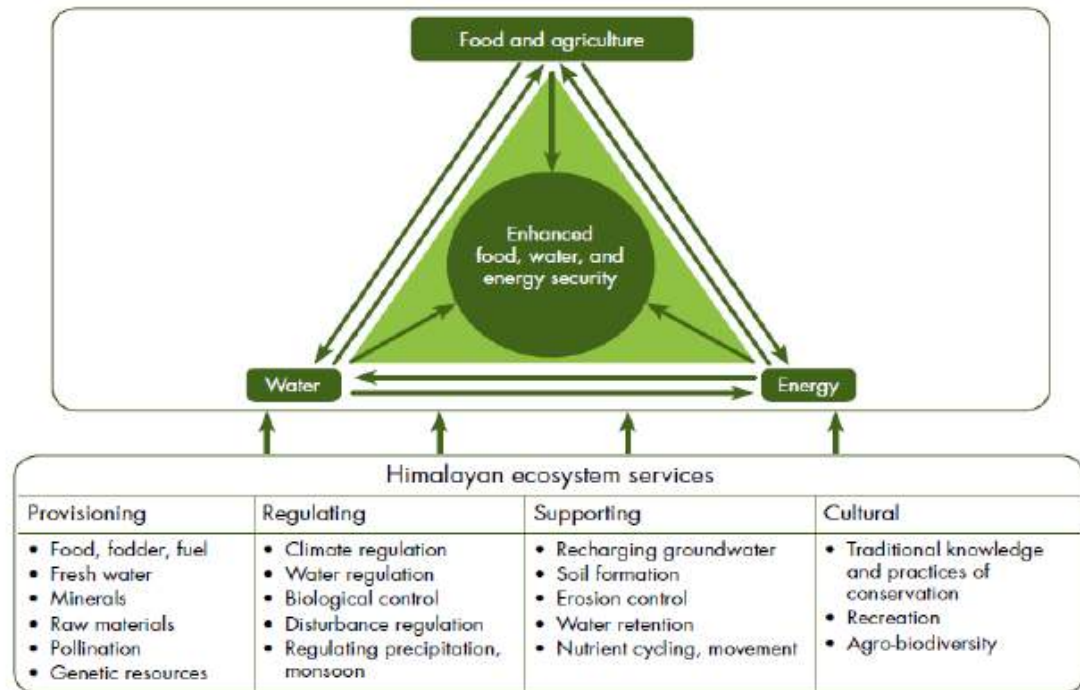 Food and agriculture
Enhanced
food, water, and
energy security
Water
Energy
Himalayan ecosystem services
Provisioning
• Food, fodder, fuel
• Fresh water
• Minerals
• Raw materials
• Pollination
• Genetic resources
Regulating
• Climate regulation
• Water regulation
• Biological control
• Disturbance regulation
• Regulating precipitation,
monsoon
Supporting
• Recharging groundwater
• Soil formation
• Erosion control
• Water retention
• Nutrient cycling, movement
Cultural
• Traditional knowledge
and practices of
conservation
• Recreation
• Agro-biodiversity